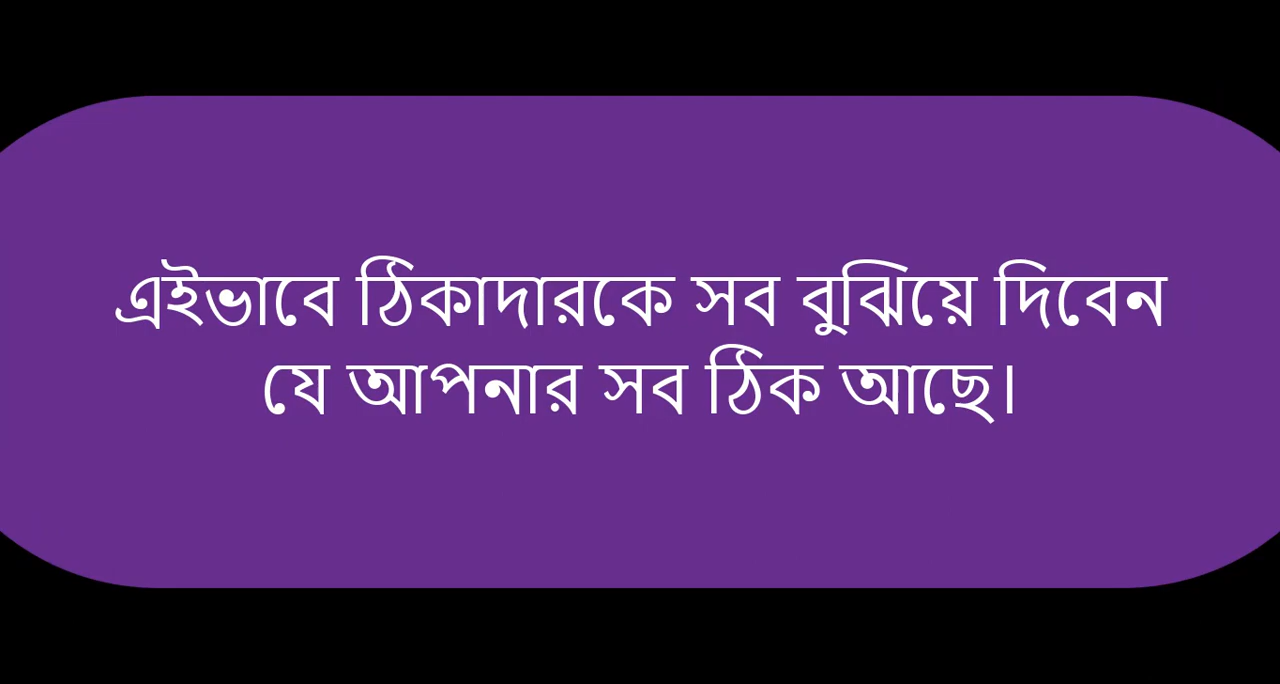 এইভাবে ঠিকাদারকে সব বুঝিয়ে দিবেন
যে আপনার সব ঠিক আছে।